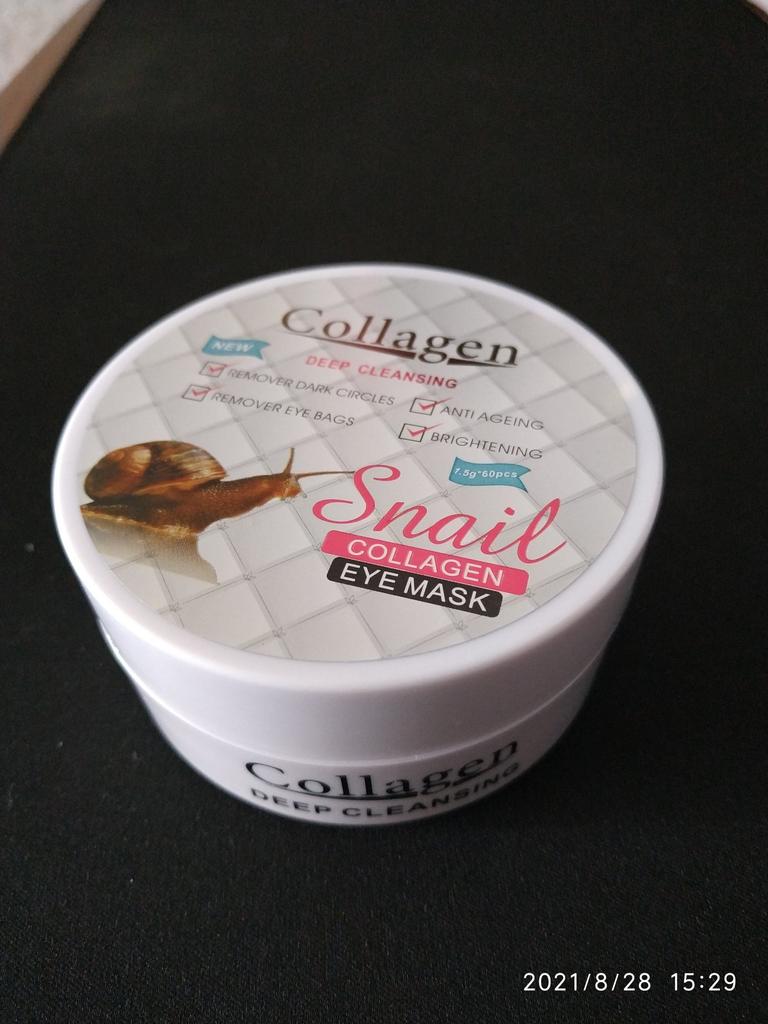 Collagen
DEEP CLEANSING
NEW
REMOVER DARK CIRCLES
REMOVER EYE BAGS
ANTI AGEING
BRIGHTENING
1.5g*60pcs
Snail
COLLAGEN
EYE MASK
Collagen
DEEP CLEANSING
2021/8/28 15:29